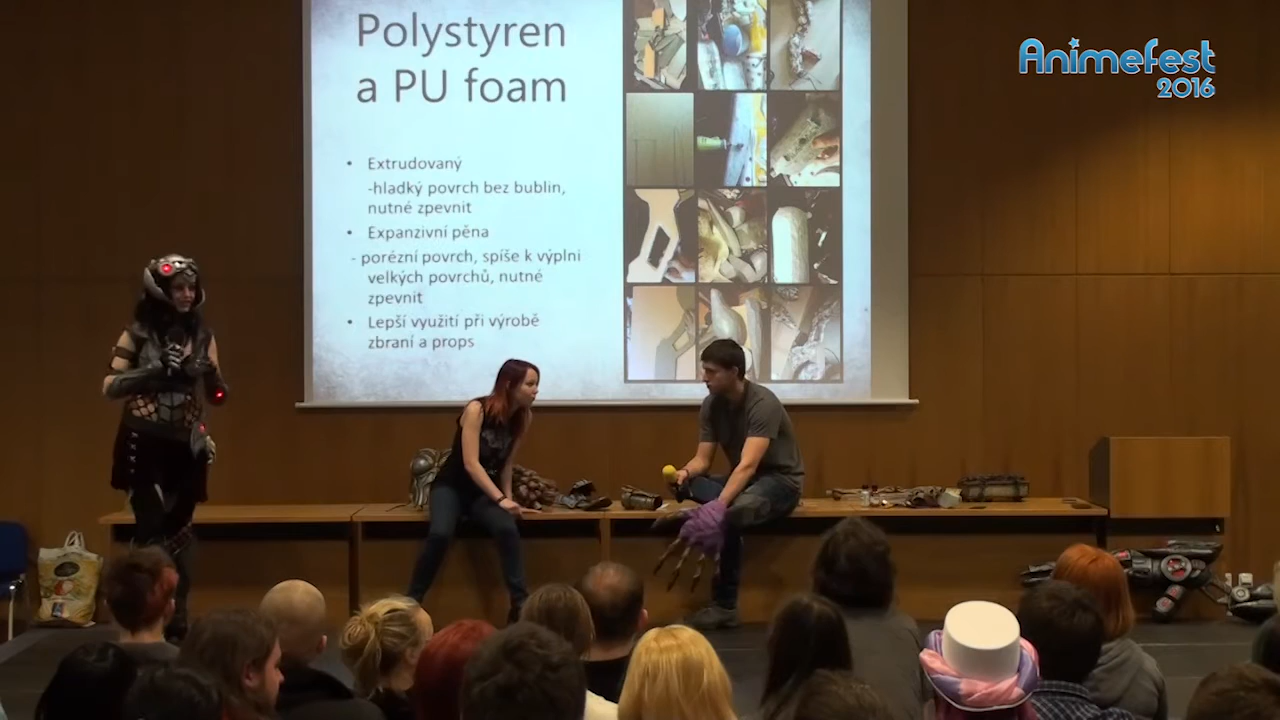 Polystyren
a PU foam
• Extrudovaný
-hladký povrch bez bublin,
nutné zpevnit
• Expanzivní pěna
- porézní povrch, spíše k výplni
velkých povrchů, nutné
zpevnit
• Lepší využití při výrobě
zbraní a props
AnimeFest
2016